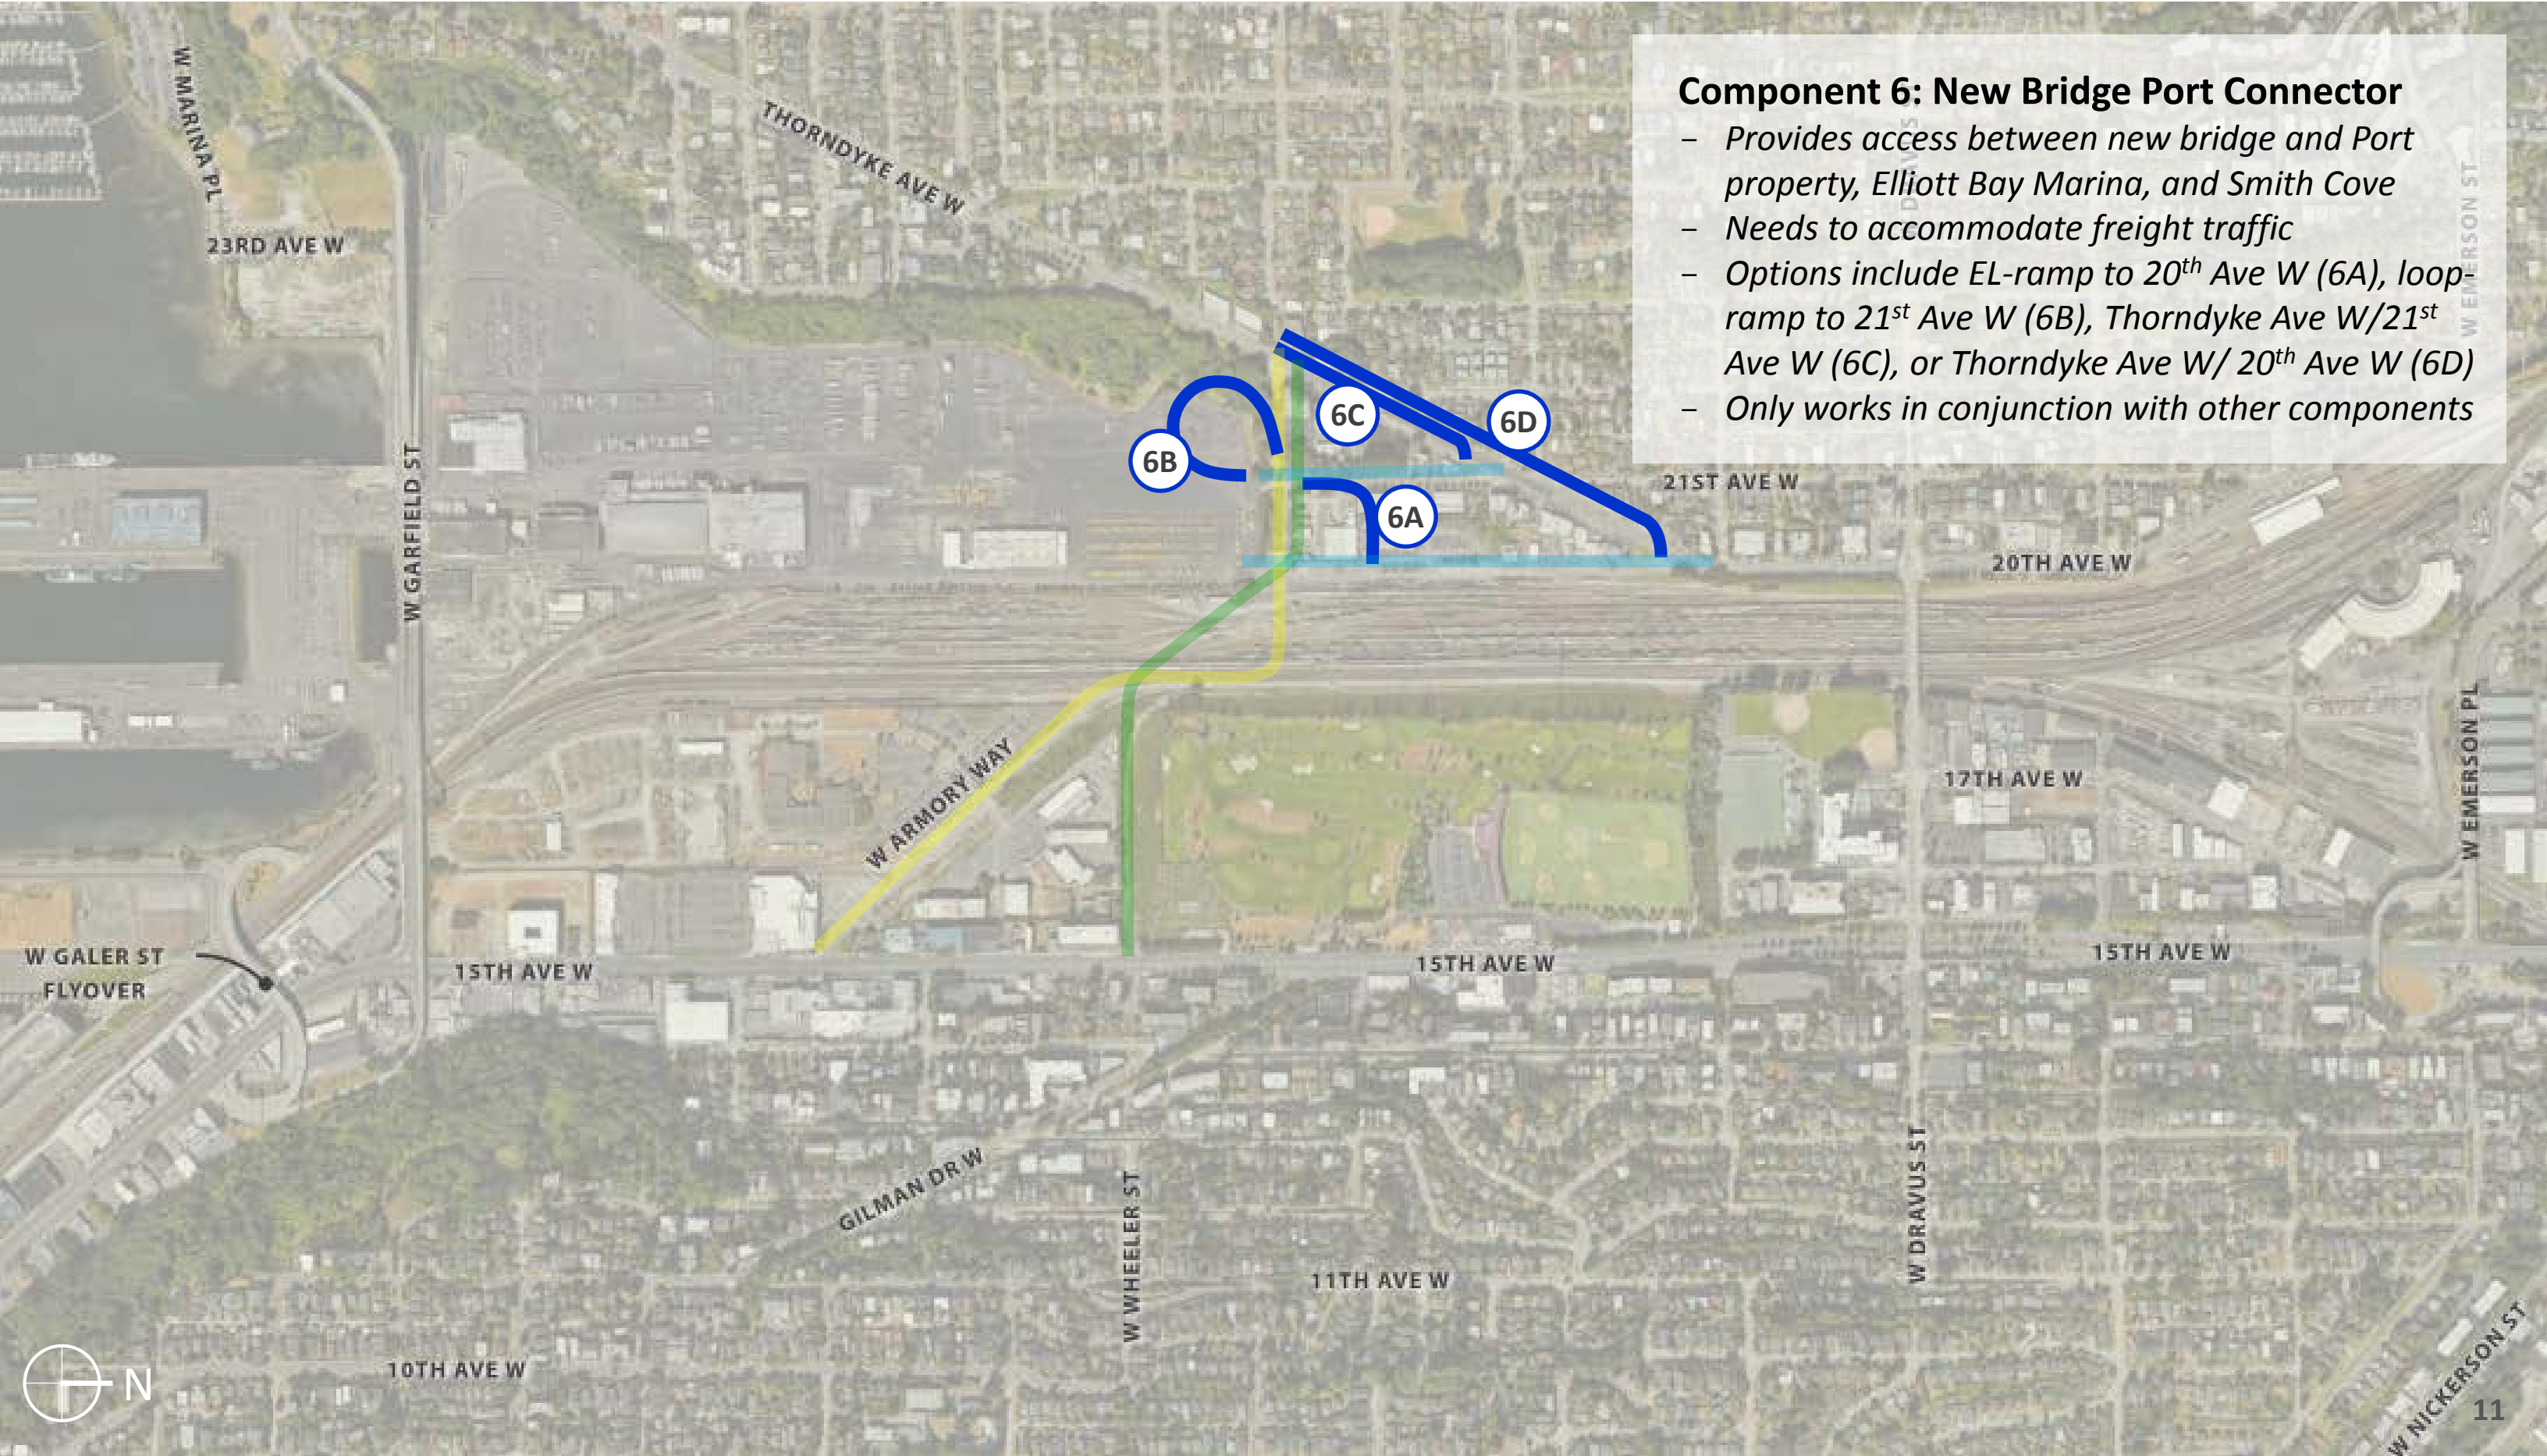 Component 6: New Bridge Port Connector
– Provides access between new bridge and Port
property, Elliott Bay Marina, and Smith Cove
– Needs to accommodate freight traffic
– Options include EL-ramp to 20th Ave W (6A), loop-
ramp to 21st Ave W (6B), Thorndyke Ave W/21st
Ave W (6C), or Thorndyke Ave W/ 20th Ave W (6D)
– Only works in conjunction with other components
W MARINA PL
THORNDYKE AVE W
23RD AVE W
W EMERSON ST
6C
6D
6B
6A
21ST AVE W
W GARFIELD ST
20TH AVE W
W ARMORY WAY
17TH AVE W
W EMERSON PL
W GALER ST
FLYOVER
15TH AVE W
15TH AVE W
15TH AVE W
GILMAN DR W
W WHEELER ST
W DRAVUS ST
11TH AVE W
10TH AVE W
N
W NICKERSON ST
11